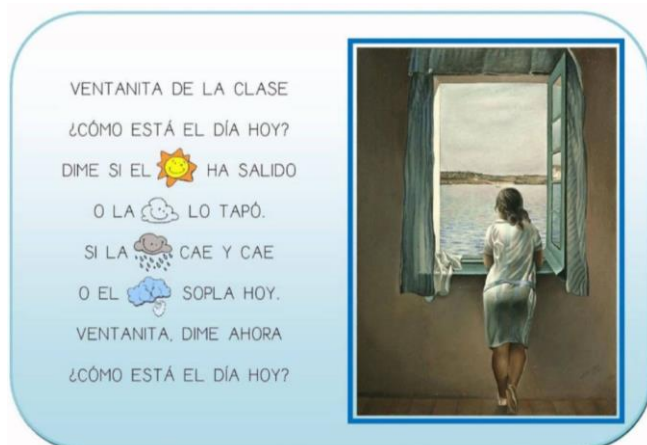 VENTANITA DE LA CLASE
¿CÓMO ESTÁ EL DÍA HOY?
DIME SI EL HA SALIDO
O LA LO TAPÓ.
SI LA CAE Y CAE
O EL SOPLA HOY.
VENTANITA, DIME AHORA
¿CÓMO ESTÁ EL DÍA HOY?